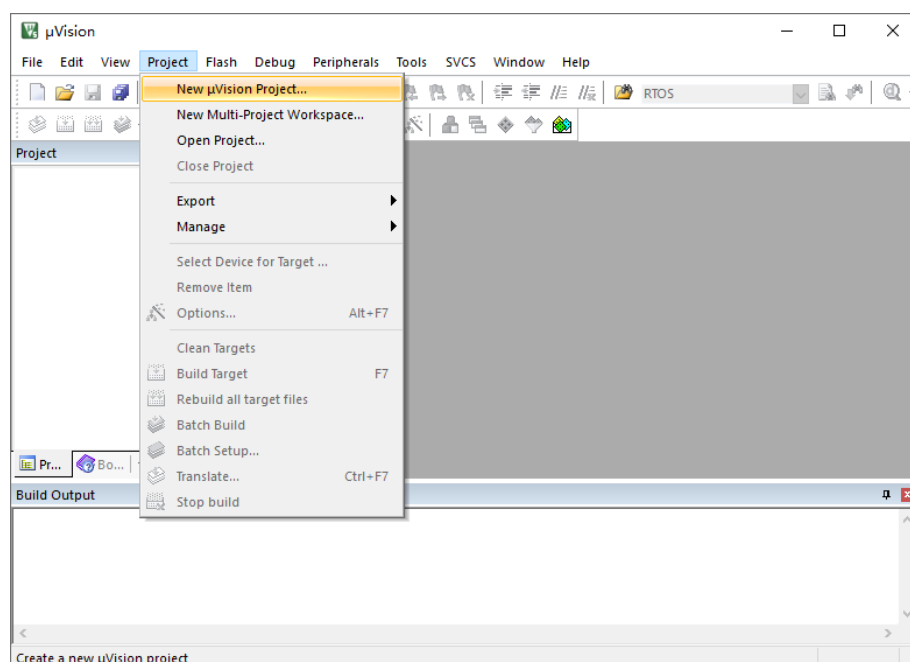 µVision
File Edit View Project Flash Debug Peripherals Tools SVCS Window Help
New µVision Project...
RTOS
New Multi-Project Workspace...
Project
Open Project...
Close Project
Export
Manage
Select Device for Target ...
Remove Item
Options... Alt+F7
Clean Targets
Build Target F7
Rebuild all target files
Batch Build
Pr... Bo...
Batch Setup...
Translate... Ctrl+F7
Build Output
Stop build
Create a new µVision project